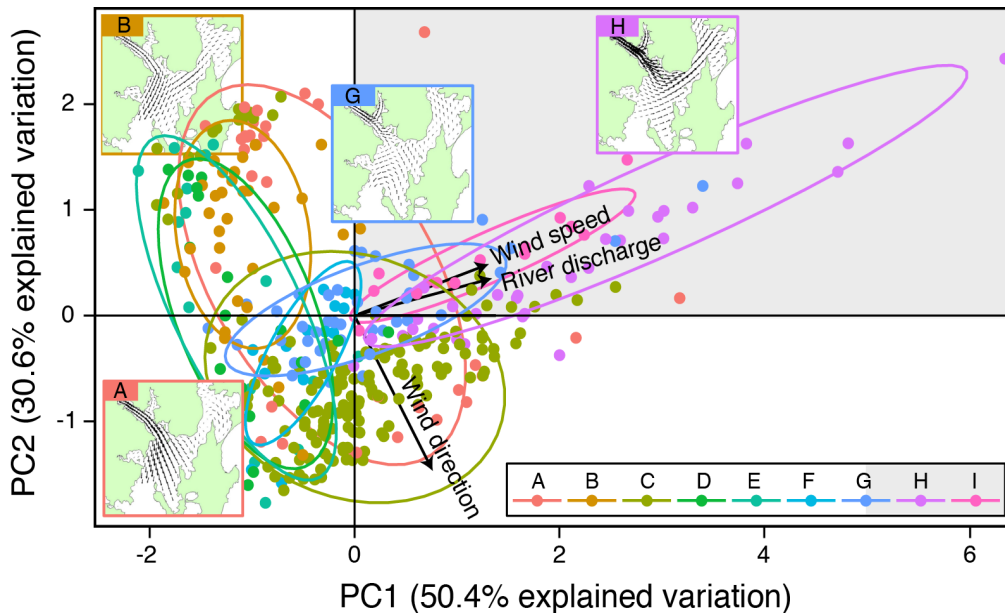 B
G
H
A
Wind speed
River discharge
Wind direction
PC2 (30.6% explained variation)
2
1
0
-1
-2
0
2
4
6
PC1 (50.4% explained variation)
A B C D E F G H I